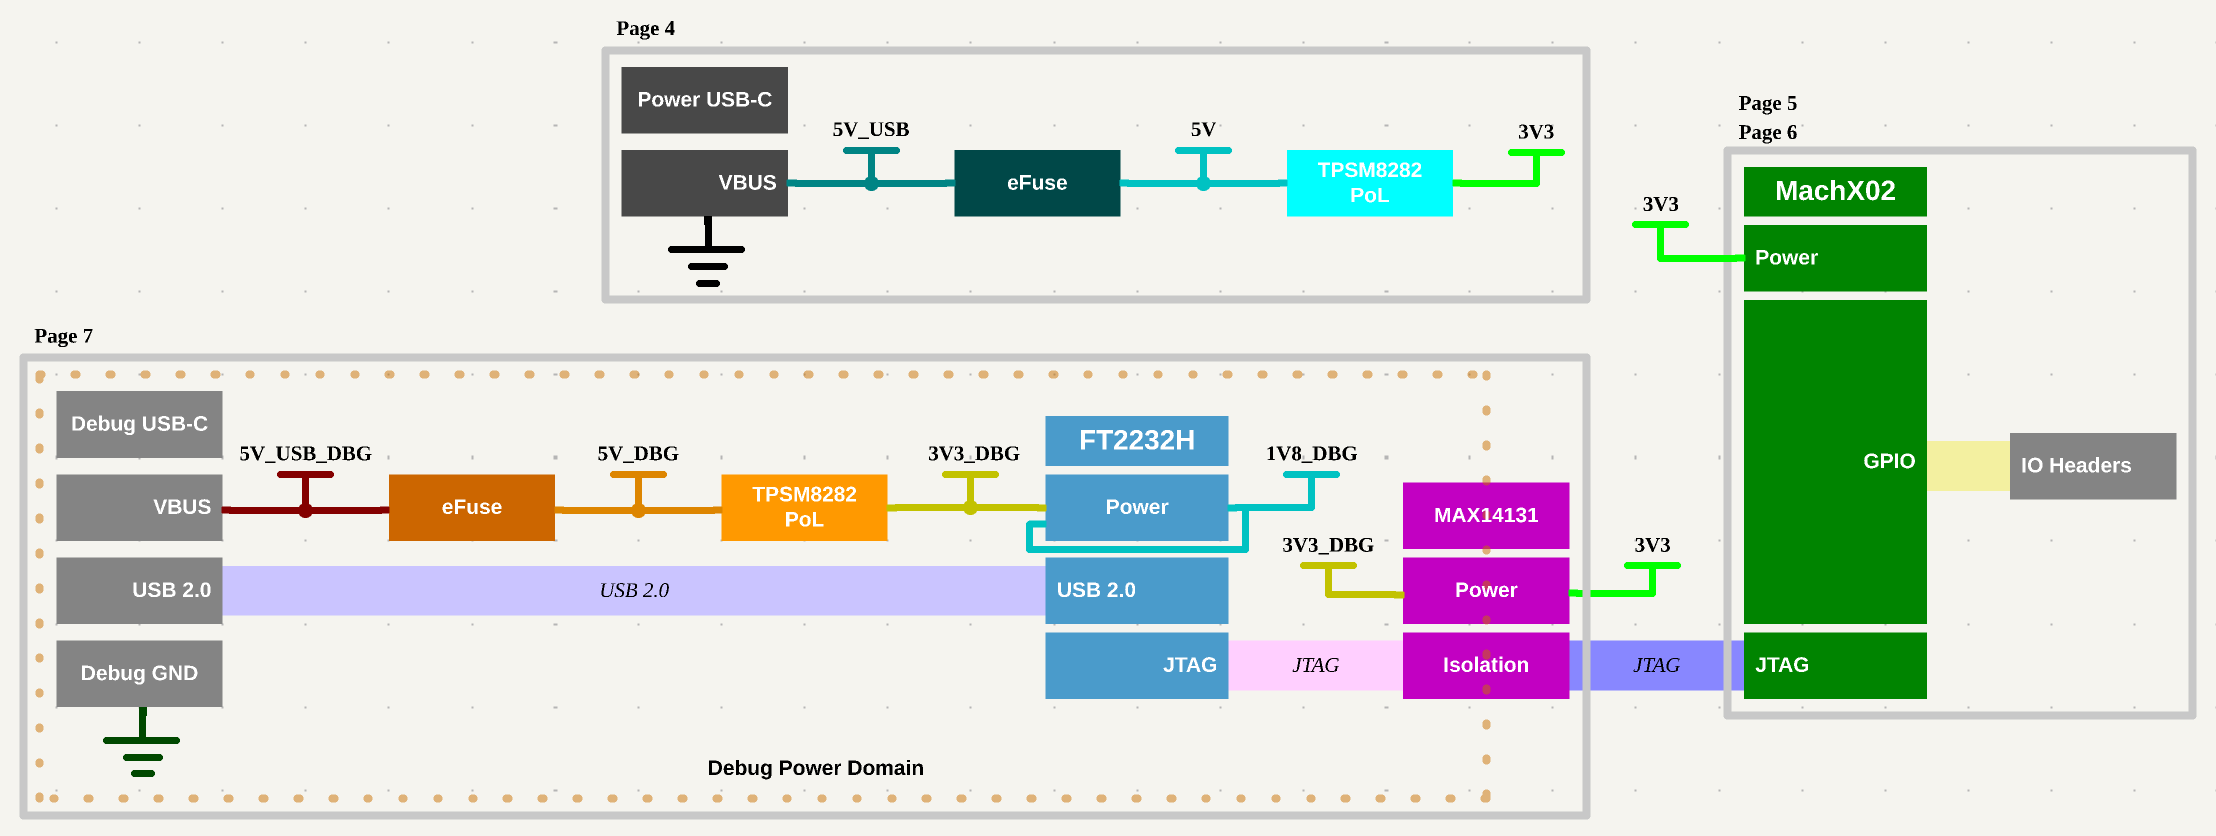 Page 4
Power USB-C
5V_USB
5V
3V3
VBUS
eFuse
TPSM8282
PoL
Page 5
Page 6
MachX02
3V3
Power
GPIO
IO Headers
JTAG
Page 7
Debug USB-C
5V_USB_DBG
5V_DBG
3V3_DBG
FT2232H
1V8_DBG
VBUS
eFuse
TPSM8282
PoL
Power
MAX14131
3V3_DBG
3V3
USB 2.0
USB 2.0
USB 2.0
Power
Debug GND
JTAG
JTAG
Isolation
JTAG
Debug Power Domain